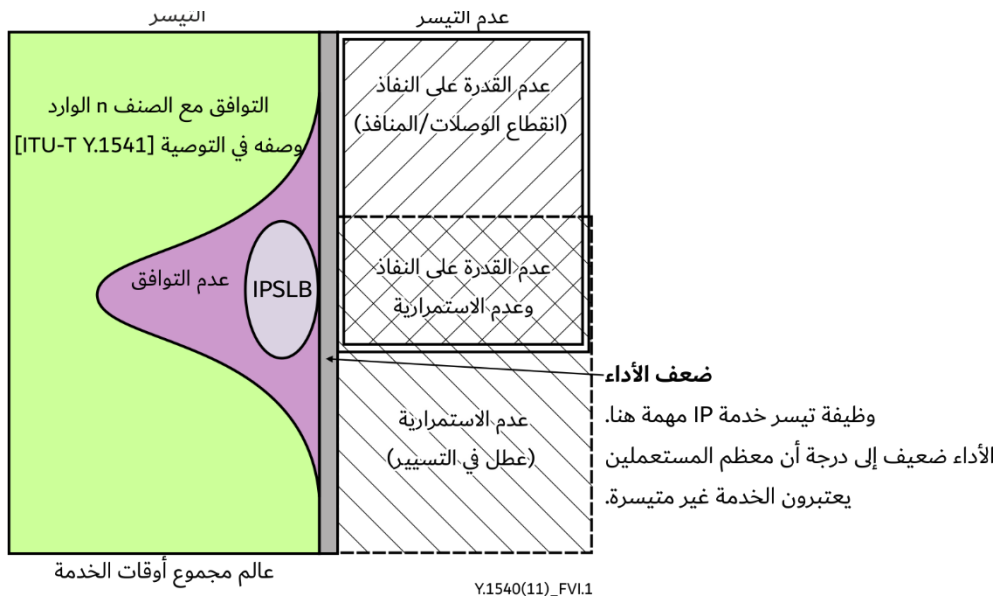 التيسر
عدم التيسر
التوافق مع الصنف n الوارد
وصفه في التوصية [ITU-T Y.1541]
عدم القدرة على النفاذ
(انقطاع الوصلات/المنافذ)
عدم التوافق
IPSLB
عدم القدرة على النفاذ
وعدم الاستمرارية
ضعف الأداء
وظيفة تيسر خدمة IP مهمة هنا.
الأداء ضعيف إلى درجة أن معظم المستعملين
يعتبرون الخدمة غير متيسرة.
عدم الاستمرارية
(عطل في التسيير)
عالم مجموع أوقات الخدمة
Y.1540(11)_FVI.1